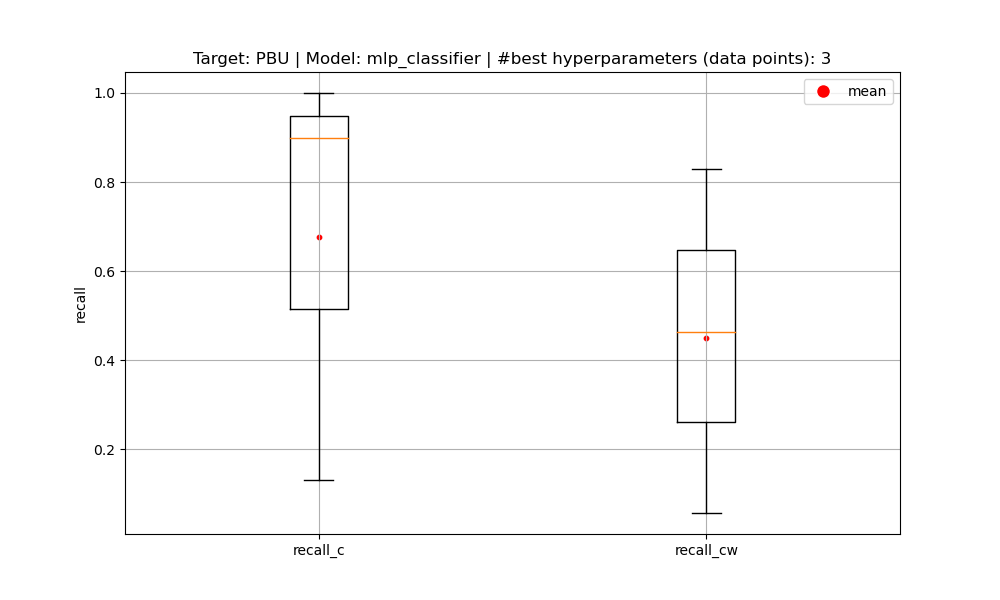 Target: PBU | Model: mlp_classifier | #best hyperparameters (data points): 3
mean
1.0
0.8
0.6
0.4
0.2
recall
recall_c
recall_cw